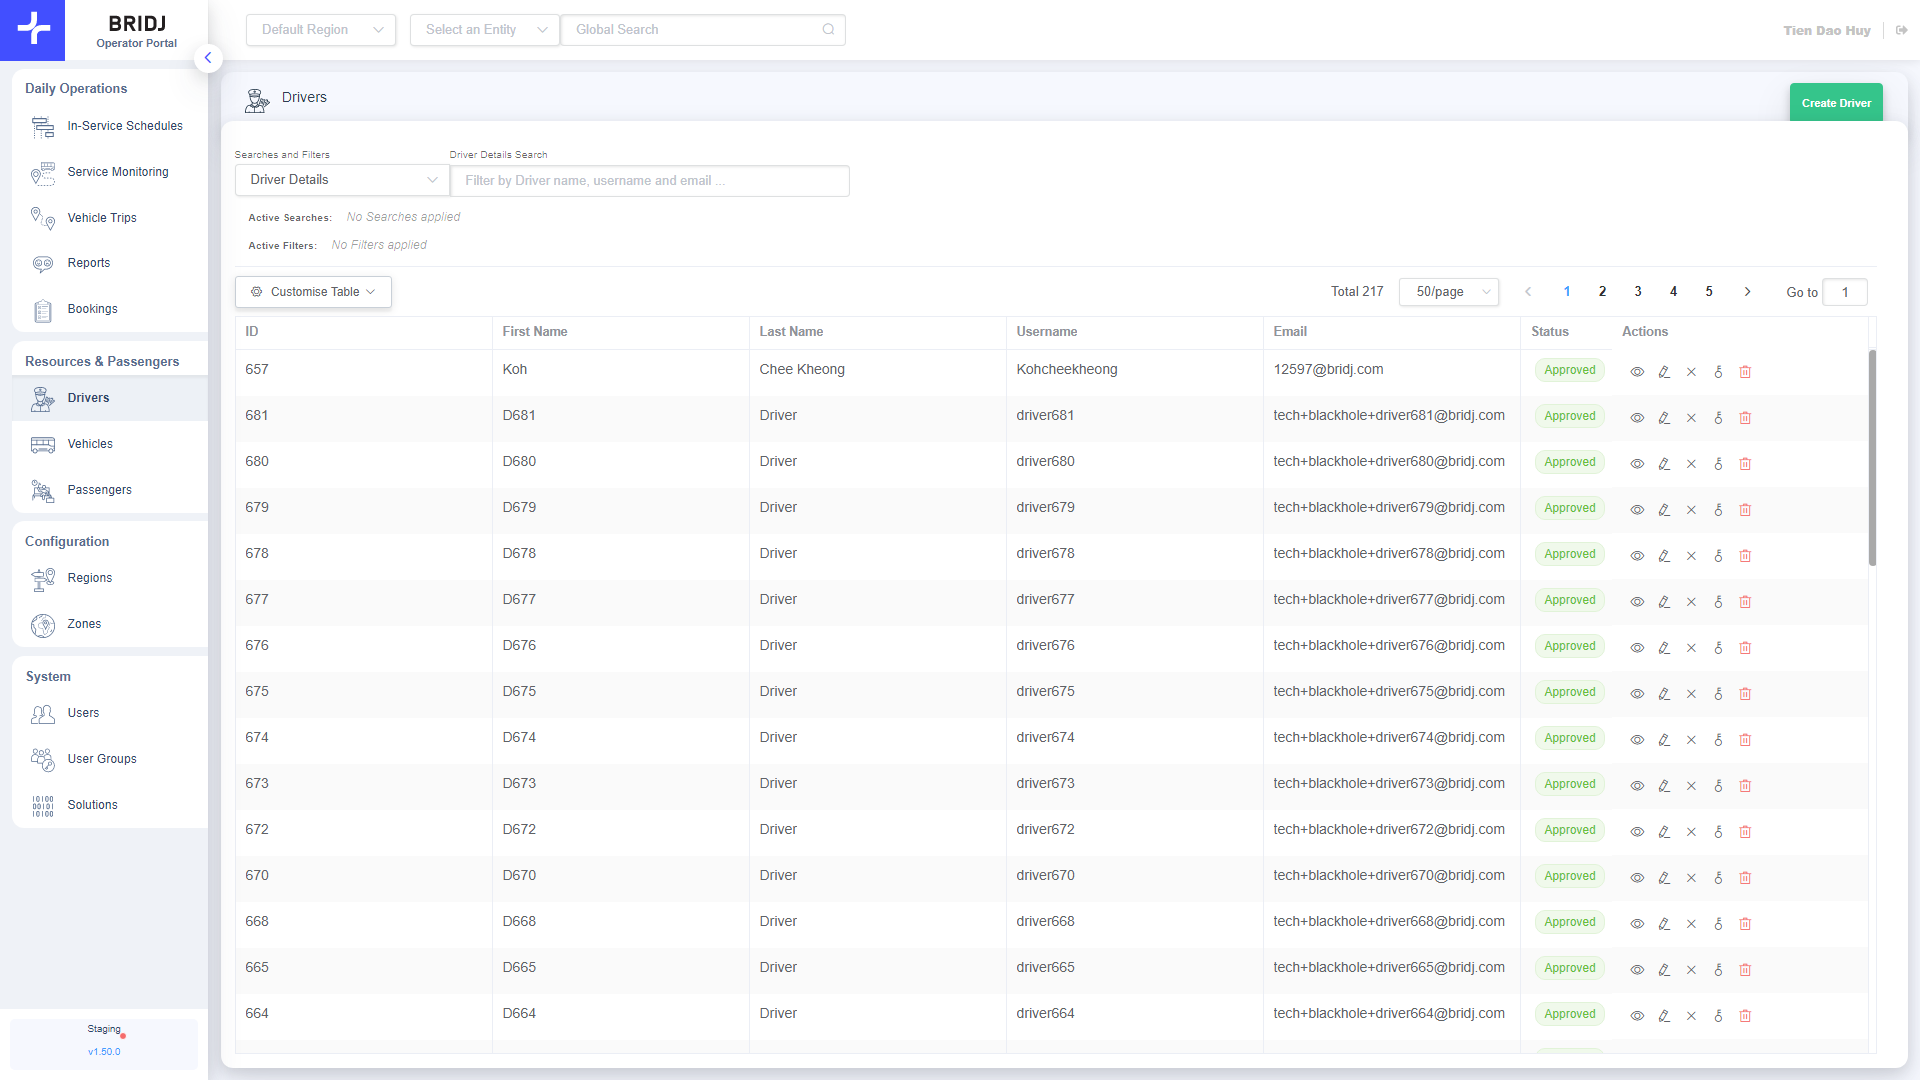 BRIDJ
Operator Portal
Default Region
Select an Entity
Global Search
Tien Dao Huy
Daily Operations
In-Service Schedules
Service Monitoring
Vehicle Trips
Reports
Bookings
Resources & Passengers
Drivers
Vehicles
Passengers
Configuration
Regions
Zones
System
Users
User Groups
10100
00101
10100
Solutions
Staging
v1.50.0
Drivers
Create Driver
Searches and Filters
Driver Details Search
Driver Details
Filter by Driver name, username and email ...
Active Searches: No Searches applied
Active Filters: No Filters applied
Customise Table
Total 217 50/page 1 2 3 4 5 Go to 1
ID First Name Last Name Username Email Status Actions
657 Koh Chee Kheong Kohcheekheong 12597@bridj.com Approved
681 D681 Driver driver681 tech+blackhole+driver681@bridj.com Approved
680 D680 Driver driver680 tech+blackhole+driver680@bridj.com Approved
679 D679 Driver driver679 tech+blackhole+driver679@bridj.com Approved
678 D678 Driver driver678 tech+blackhole+driver678@bridj.com Approved
677 D677 Driver driver677 tech+blackhole+driver677@bridj.com Approved
676 D676 Driver driver676 tech+blackhole+driver676@bridj.com Approved
675 D675 Driver driver675 tech+blackhole+driver675@bridj.com Approved
674 D674 Driver driver674 tech+blackhole+driver674@bridj.com Approved
673 D673 Driver driver673 tech+blackhole+driver673@bridj.com Approved
672 D672 Driver driver672 tech+blackhole+driver672@bridj.com Approved
670 D670 Driver driver670 tech+blackhole+driver670@bridj.com Approved
668 D668 Driver driver668 tech+blackhole+driver668@bridj.com Approved
665 D665 Driver driver665 tech+blackhole+driver665@bridj.com Approved
664 D664 Driver driver664 tech+blackhole+driver664@bridj.com Approved